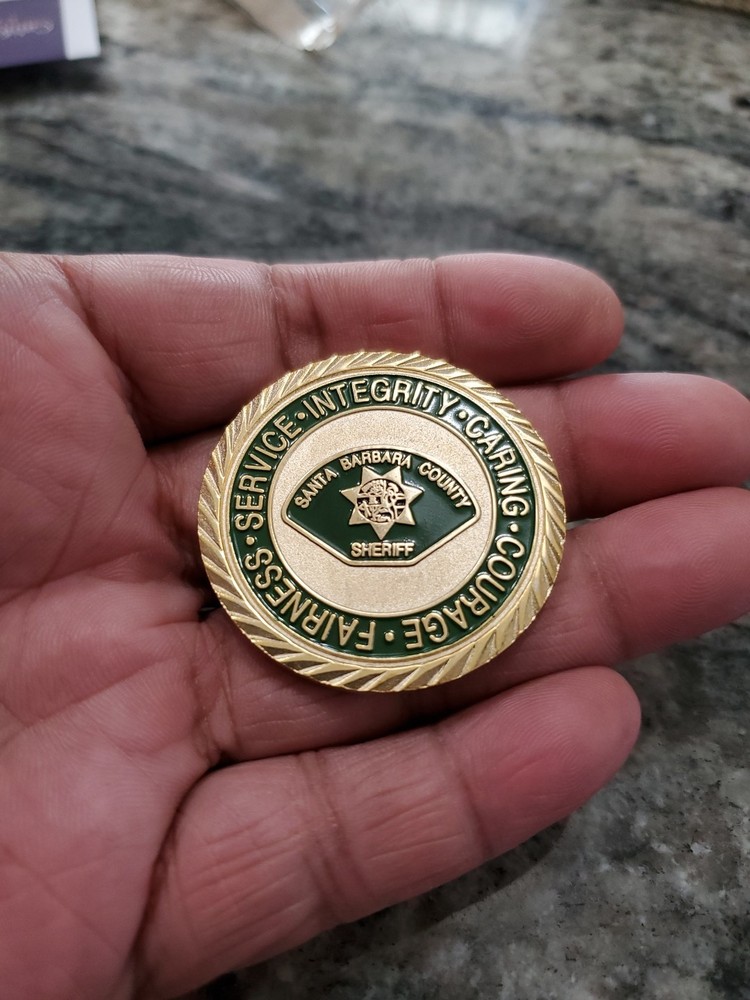 SERVICE • INTEGRITY • CARING • COURAGE • FAIRNESS •
SANTA BARBARA COUNTY
SHERIFF